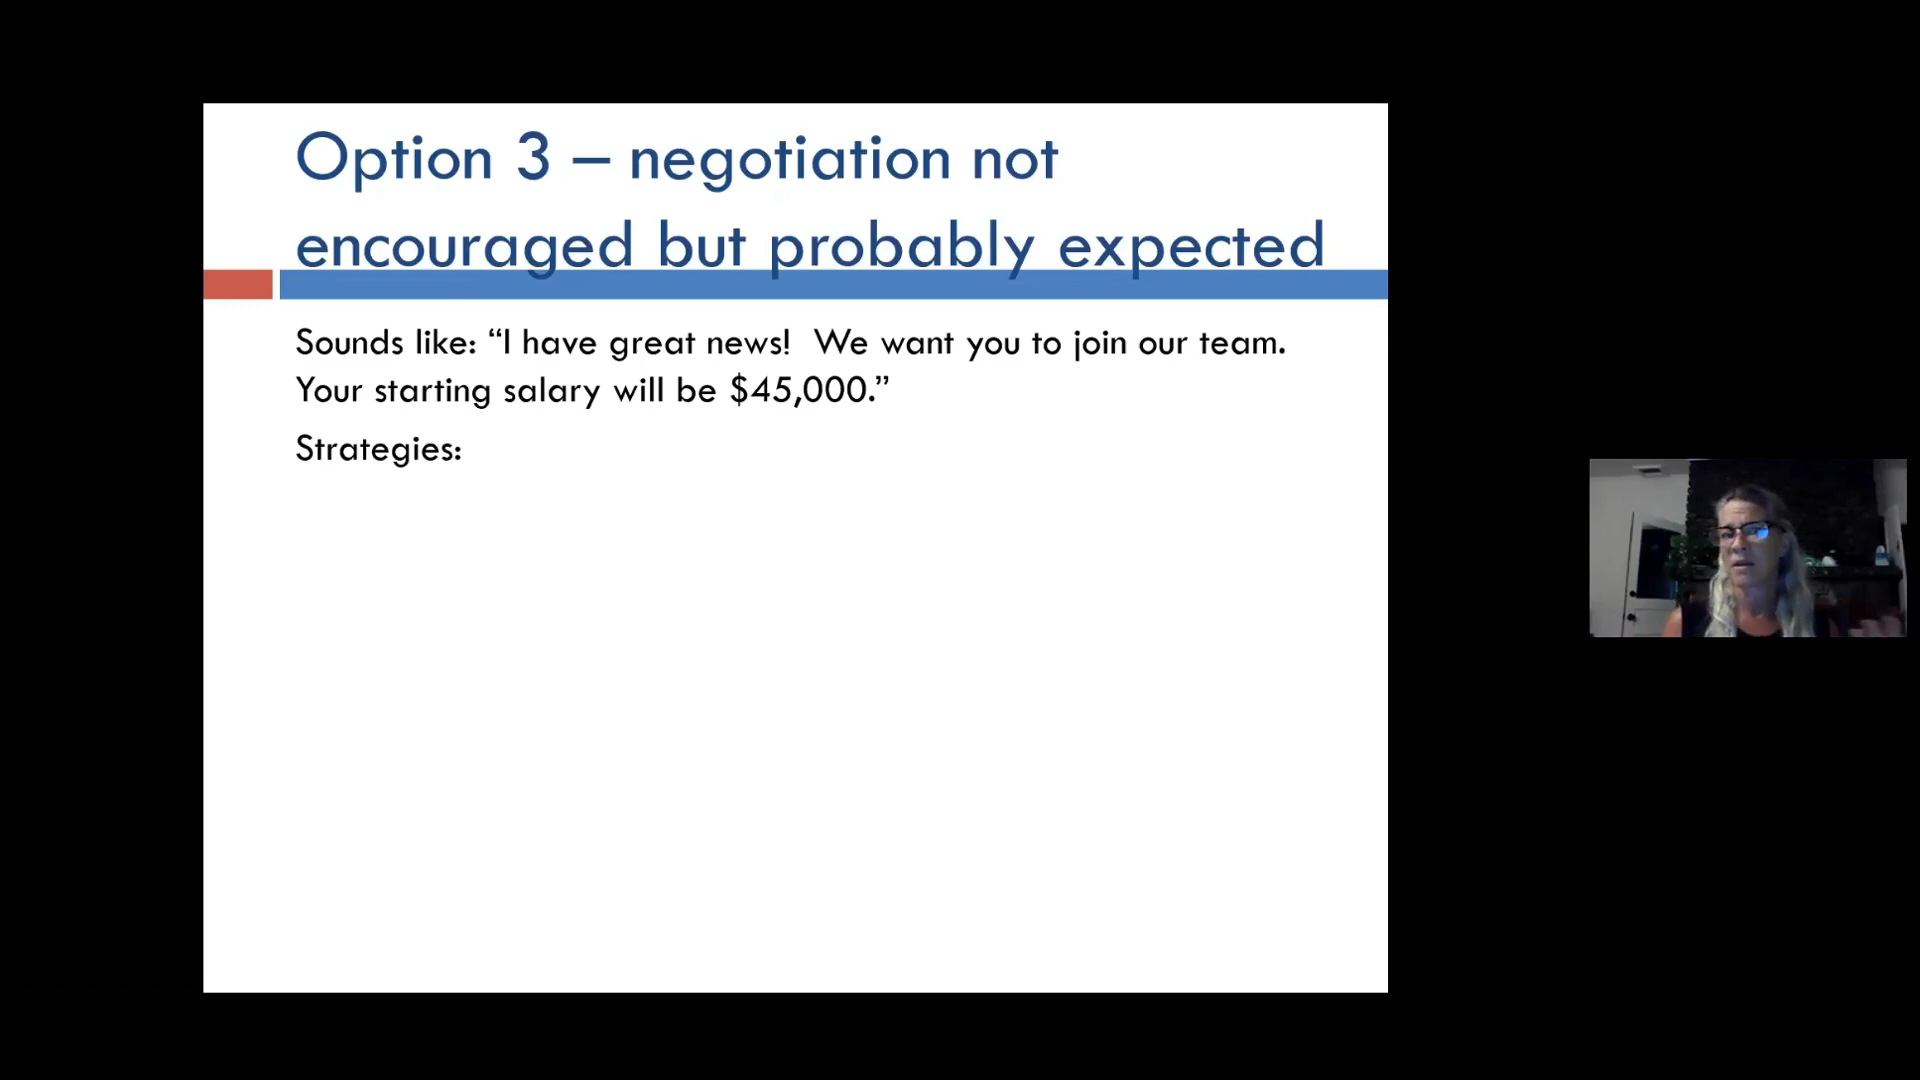 Option 3 – negotiation not
encouraged but probably expected
Sounds like: “I have great news!  We want you to join our team.
Your starting salary will be $45,000.”
Strategies: